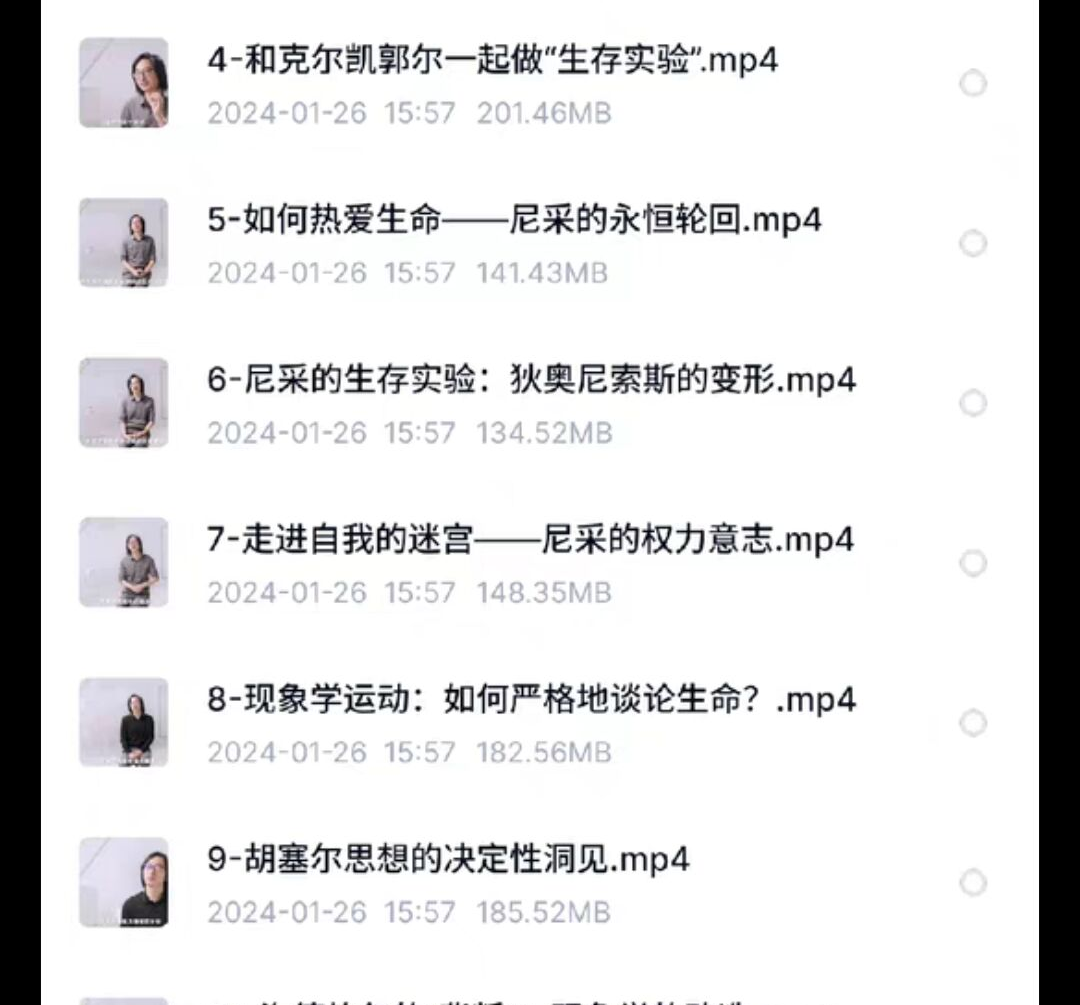 4-和克尔凯郭尔一起做“生存实验”.mp4
2024-01-26 15:57 201.46MB
5-如何热爱生命——尼采的永恒轮回.mp4
2024-01-26 15:57 141.43MB
6-尼采的生存实验：狄奥尼索斯的变形.mp4
2024-01-26 15:57 134.52MB
7-走进自我的迷宫——尼采的权力意志.mp4
2024-01-26 15:57 148.35MB
8-现象学运动：如何严格地谈论生命？.mp4
2024-01-26 15:57 182.56MB
9-胡塞尔思想的决定性洞见.mp4
2024-01-26 15:57 185.52MB